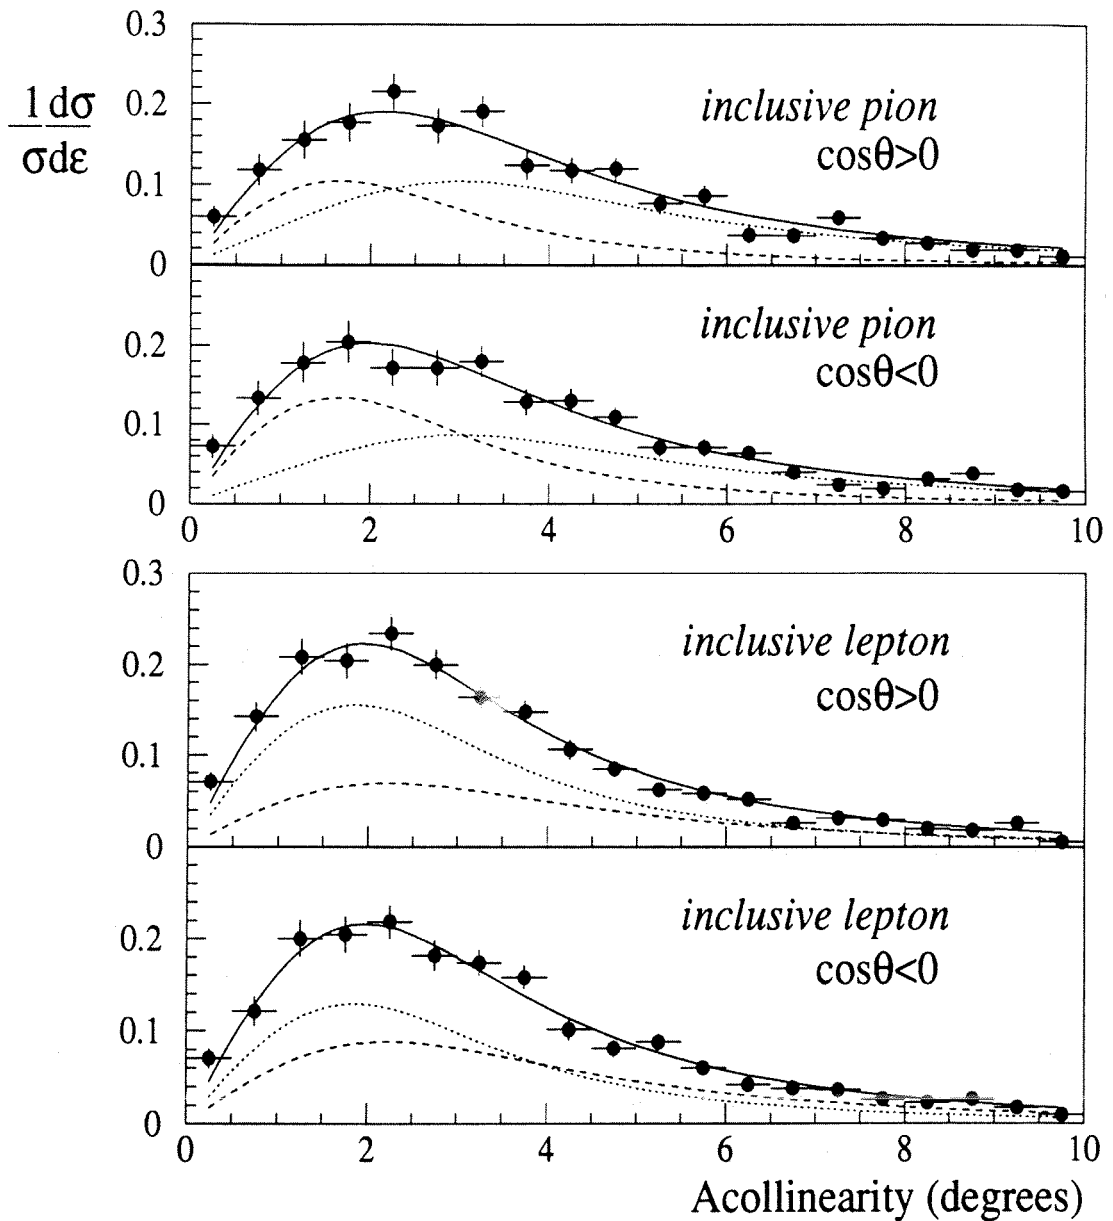 0.3
1 dσ
σ dε
0.2
0.1
0
inclusive pion
cosθ>0
0.2
0.1
0
inclusive pion
cosθ<0
0 2 4 6 8 10
0.3
0.2
0.1
0
inclusive lepton
cosθ>0
0.2
0.1
0
inclusive lepton
cosθ<0
0 2 4 6 8 10
Acollinearity (degrees)